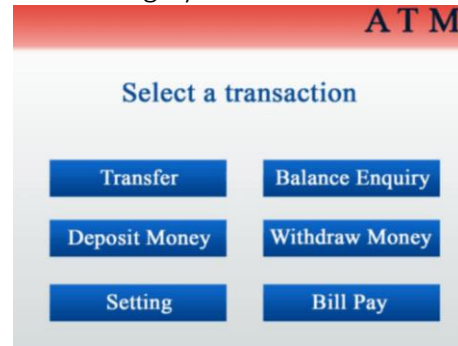 ATM
Select a transaction
Transfer
Balance Enquiry
Deposit Money
Withdraw Money
Setting
Bill Pay